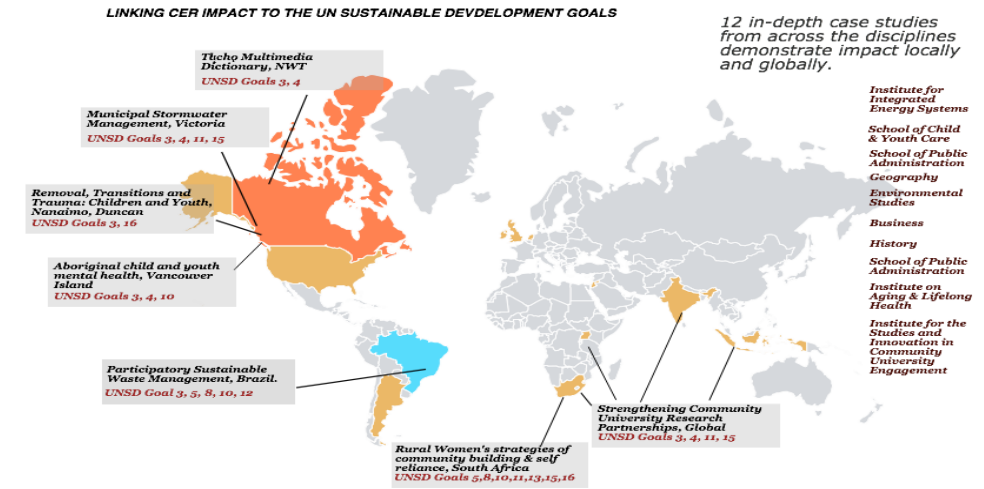 LINKING CER IMPACT TO THE UN SUSTAINABLE DEVDELOPMENT GOALS
12 in-depth case studies
from across the disciplines
demonstrate impact locally
and globally.
Tlicho Multimedia
Dictionary, NWT
UNSD Goals 3, 4
Municipal Stormwater
Management, Victoria
UNSD Goals 3, 4, 11, 15
Removal, Transitions and
Trauma: Children and Youth,
Nanaimo, Duncan
UNSD Goals 3, 16
Aboriginal child and youth
mental health, Vancouver
Island
UNSD Goals 3, 4, 10
Participatory Sustainable
Waste Management, Brazil.
UNSD Goal 3, 5, 8, 10, 12
Rural Women's strategies of
community building & self
reliance, South Africa
UNSD Goals 5,8,10,11,13,15,16
Strengthening Community
University Research
Partnerships, Global
UNSD Goals 3, 4, 11, 15
Institute for
Integrated
Energy Systems
School of Child
& Youth Care
School of Public
Administration
Geography
Environmental
Studies
Business
History
School of Public
Administration
Institute on
Aging & Lifelong
Health
Institute for the
Studies and
Innovation in
Community
University
Engagement